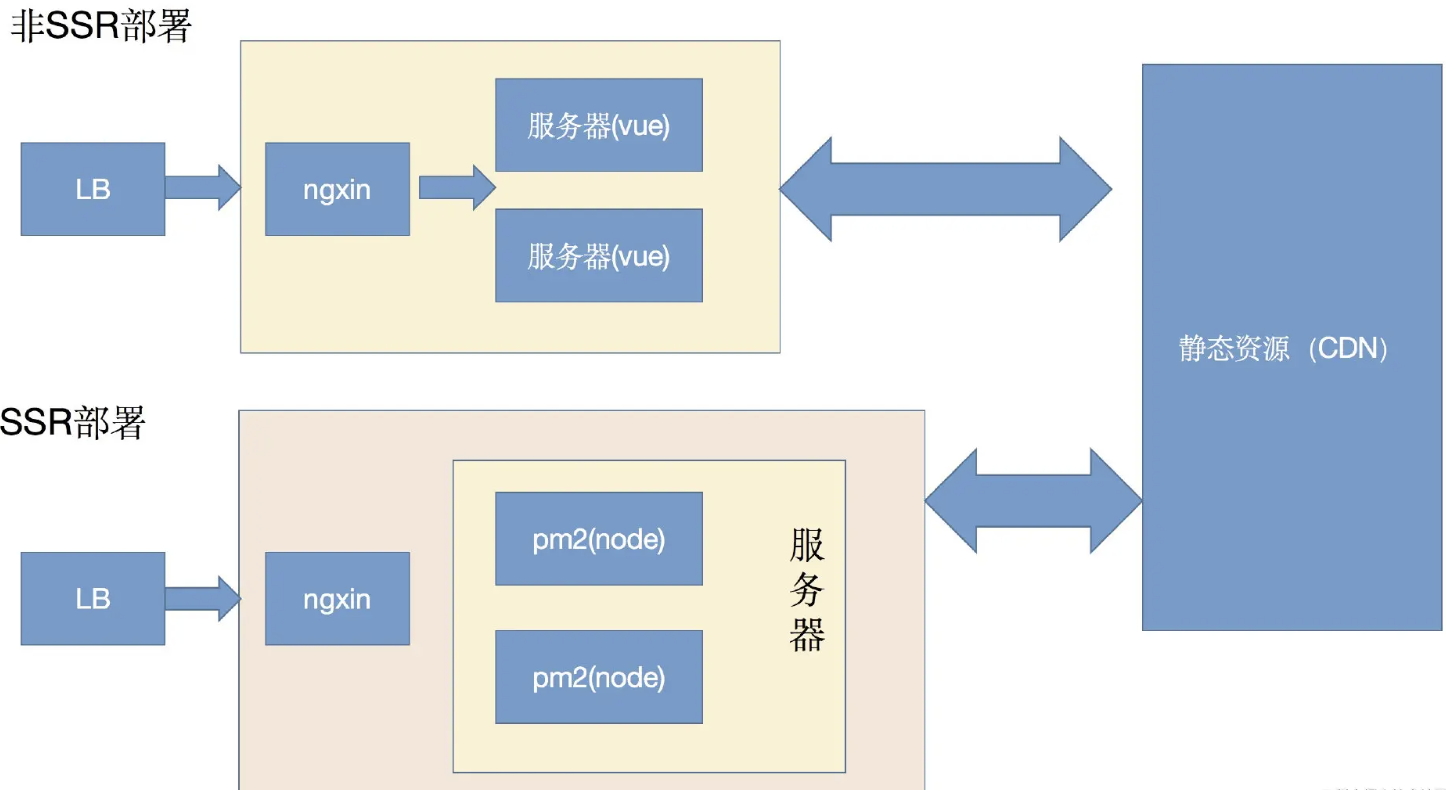 非SSR部署
LB
ngxin
服务器(vue)
服务器(vue)
静态资源（CDN）
SSR部署
LB
ngxin
pm2(node)
pm2(node)
服
务
器